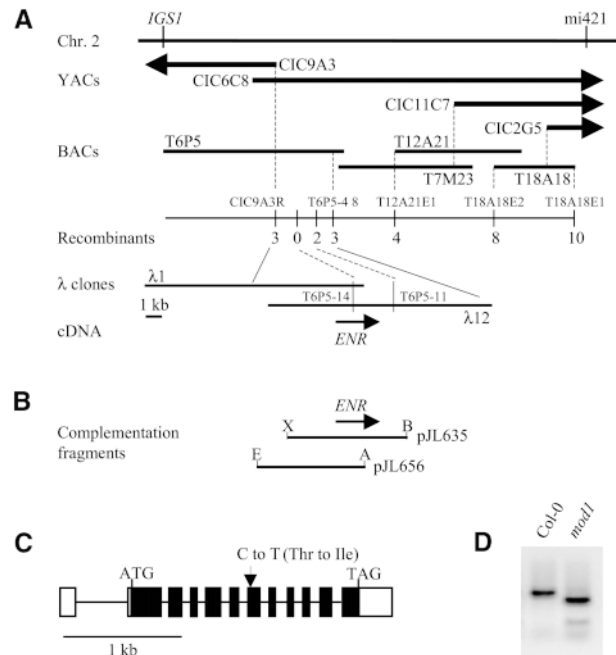 A
IGS1 mi421
Chr. 2
CIC9A3
YACs CIC6C8
CIC11C7
CIC2G5
T6P5 T12A21
BACs
T7M23 T18A18
CIC9A3R T6P5-4 8 T12A21E1 T18A18E2 T18A18E1
Recombinants 3 0 2 3 4 8 10
λ1
λ clones
T6P5-14 T6P5-11
1 kb λ12
cDNA
ENR
B
ENR
X B
Complementation fragments pJL635
E A
pJL656
C
C to T (Thr to Ile)
ATG TAG
1 kb
D
Col-0 mod1